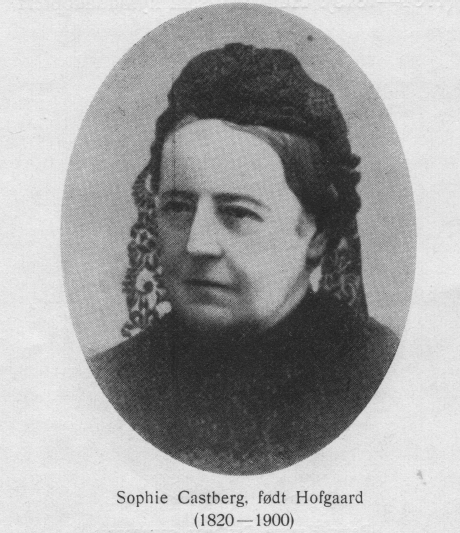 Sophie Castberg, født Hofgaard
(1820—1900)